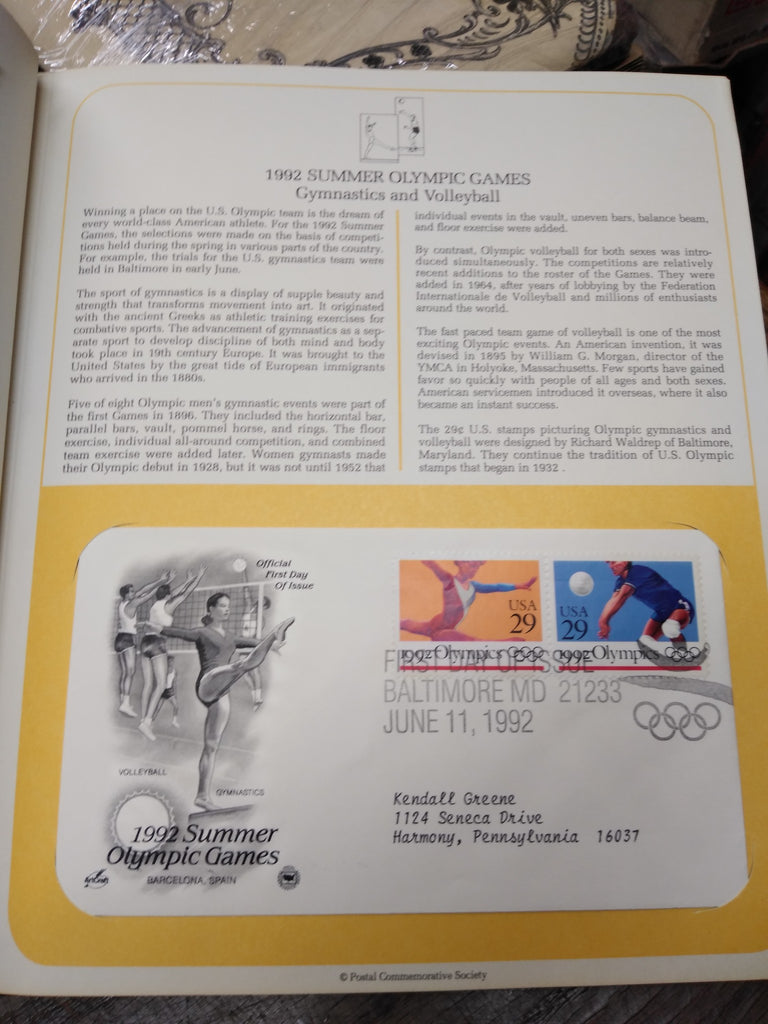 1992 SUMMER OLYMPIC GAMES
Gymnastics and Volleyball
Winning a place on the U.S. Olympic team is the dream of
every world-class American athlete. For the 1992 Summer
Games, the selections were made on the basis of competi-
tions held during the spring in various parts of the country.
For example, the trials for the U.S. gymnastics team were
held in Baltimore in early June.
The sport of gymnastics is a display of supple beauty and
strength that transforms movement into art. It originated
with the ancient Greeks as athletic training exercises for
combative sports. The advancement of gymnastics as a sep-
arate sport to develop discipline of both mind and body
took place in 19th century Europe. It was brought to the
United States by the great tide of European immigrants
who arrived in the 1880s.
Five of eight Olympic men's gymnastic events were part of
the first Games in 1896. They included the horizontal bar,
parallel bars, vault, pommel horse, and rings. The floor
exercise, individual all-around competition, and combined
team exercise were added later. Women gymnasts made
their Olympic debut in 1928, but it was not until 1952 that
individual events in the vault, uneven bars, balance beam,
and floor exercise were added.
By contrast, Olympic volleyball for both sexes was intro-
duced simultaneously. The competitions are relatively
recent additions to the roster of the Games. They were
added in 1964, after years of lobbying by the Federation
Internationale de Volleyball and millions of enthusiasts
around the world.
The fast paced team game of volleyball is one of the most
exciting Olympic events. An American invention, it was
devised in 1895 by William G. Morgan, director of the
YMCA in Holyoke, Massachusetts. Few sports have gained
favor so quickly with people of all ages and both sexes.
American servicemen introduced it overseas, where it also
became an instant success.
The 29¢ U.S. stamps picturing Olympic gymnastics and
volleyball were designed by Richard Waldrep of Baltimore,
Maryland. They continue the tradition of U.S. Olympic
stamps that began in 1932 .
Official
First Day
Of Issue
VOLLEYBALL
GYMNASTICS
1992 Summer
Olympic Games
BARCELONA, SPAIN
ArtCraft
USA
29
1992 Olympics
USA
29
1992 Olympics
FIRST DAY OF ISSUE
BALTIMORE MD 21233
JUNE 11, 1992
Kendall Greene
1124 Seneca Drive
Harmony, Pennsylvania 16037
© Postal Commemorative Society